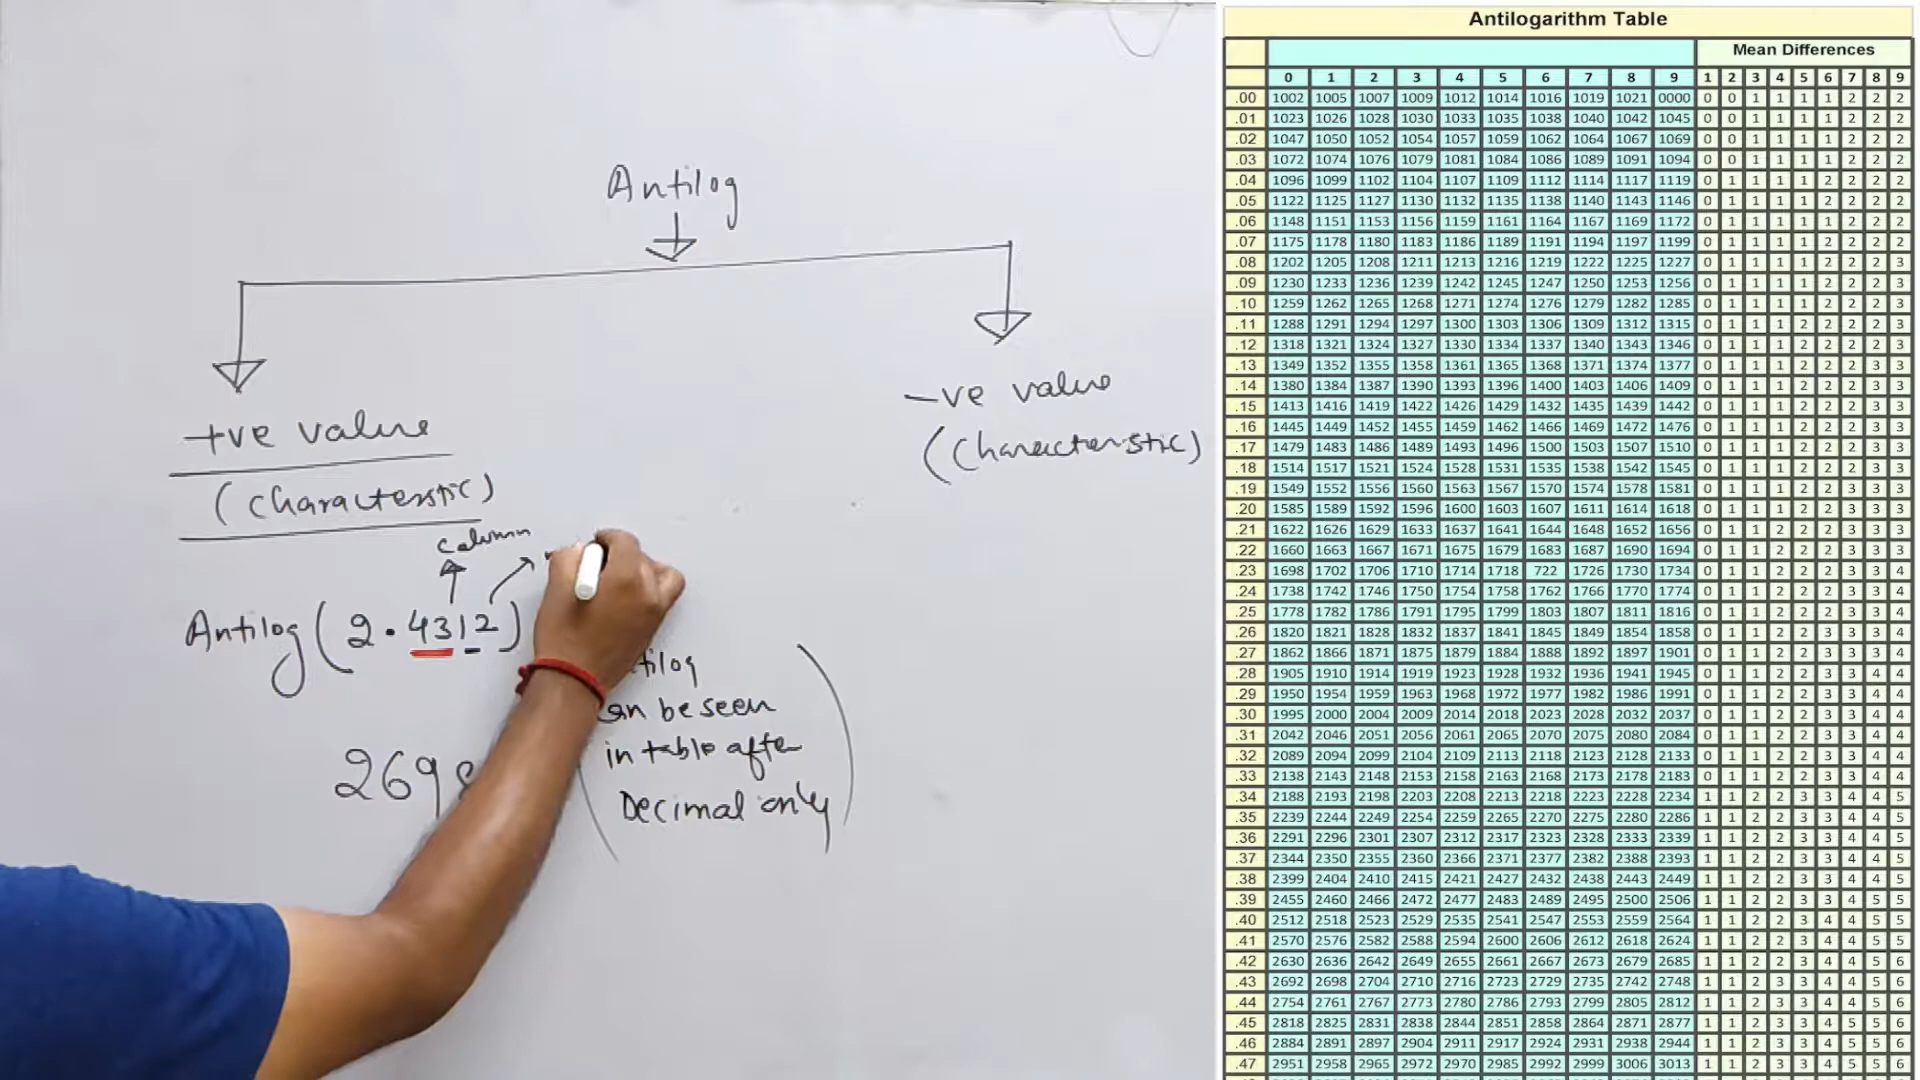 Antilog
+ve value
(Characterstic)
-ve value
(Characteristic)
Column
Antilog (2.4312)
269
can be seen
in table after
Decimal only
Antilogarithm Table
Mean Differences
0 1 2 3 4 5 6 7 8 9 1 2 3 4 5 6 7 8 9
.00 1002 1005 1007 1009 1012 1014 1016 1019 1021 0000 0 0 1 1 1 1 2 2 2
.01 1023 1026 1028 1030 1033 1035 1038 1040 1042 1045 0 0 1 1 1 1 2 2 2
.02 1047 1050 1052 1054 1057 1059 1062 1064 1067 1069 0 0 1 1 1 1 2 2 2
.03 1072 1074 1076 1079 1081 1084 1086 1089 1091 1094 0 0 1 1 1 1 2 2 2
.04 1096 1099 1102 1104 1107 1109 1112 1114 1117 1119 0 1 1 1 1 2 2 2 2
.05 1122 1125 1127 1130 1132 1135 1138 1140 1143 1146 0 1 1 1 1 2 2 2 2
.06 1148 1151 1153 1156 1159 1161 1164 1167 1169 1172 0 1 1 1 1 2 2 2 2
.07 1175 1178 1180 1183 1186 1189 1191 1194 1197 1199 0 1 1 1 1 2 2 2 2
.08 1202 1205 1208 1211 1213 1216 1219 1222 1225 1227 0 1 1 1 1 2 2 2 3
.09 1230 1233 1236 1239 1242 1245 1247 1250 1253 1256 0 1 1 1 1 2 2 2 3
.10 1259 1262 1265 1268 1271 1274 1276 1279 1282 1285 0 1 1 1 1 2 2 2 3
.11 1288 1291 1294 1297 1300 1303 1306 1309 1312 1315 0 1 1 1 2 2 2 2 3
.12 1318 1321 1324 1327 1330 1334 1337 1340 1343 1346 0 1 1 1 2 2 2 2 3
.13 1349 1352 1355 1358 1361 1365 1368 1371 1374 1377 0 1 1 1 2 2 2 3 3
.14 1380 1384 1387 1390 1393 1396 1400 1403 1406 1409 0 1 1 1 2 2 2 3 3
.15 1413 1416 1419 1422 1426 1429 1432 1435 1439 1442 0 1 1 1 2 2 2 3 3
.16 1445 1449 1452 1455 1459 1462 1466 1469 1472 1476 0 1 1 1 2 2 2 3 3
.17 1479 1483 1486 1489 1493 1496 1500 1503 1507 1510 0 1 1 1 2 2 2 3 3
.18 1514 1517 1521 1524 1528 1531 1535 1538 1542 1545 0 1 1 1 2 2 2 3 3
.19 1549 1552 1556 1560 1563 1567 1570 1574 1578 1581 0 1 1 1 2 2 3 3 3
.20 1585 1589 1592 1596 1600 1603 1607 1611 1614 1618 0 1 1 1 2 2 3 3 3
.21 1622 1626 1629 1633 1637 1641 1644 1648 1652 1656 0 1 1 2 2 2 3 3 3
.22 1660 1663 1667 1671 1675 1679 1683 1687 1690 1694 0 1 1 2 2 2 3 3 3
.23 1698 1702 1706 1710 1714 1718 722 1726 1730 1734 0 1 1 2 2 2 3 3 4
.24 1738 1742 1746 1750 1754 1758 1762 1766 1770 1774 0 1 1 2 2 2 3 3 4
.25 1778 1782 1786 1791 1795 1799 1803 1807 1811 1816 0 1 1 2 2 2 3 3 4
.26 1820 1821 1828 1832 1837 1841 1845 1849 1854 1858 0 1 1 2 2 3 3 3 4
.27 1862 1866 1871 1875 1879 1884 1888 1892 1897 1901 0 1 1 2 2 3 3 3 4
.28 1905 1910 1914 1919 1923 1928 1932 1936 1941 1945 0 1 1 2 2 3 3 4 4
.29 1950 1954 1959 1963 1968 1972 1977 1982 1986 1991 0 1 1 2 2 3 3 4 4
.30 1995 2000 2004 2009 2014 2018 2023 2028 2032 2037 0 1 1 2 2 3 3 4 4
.31 2042 2046 2051 2056 2061 2065 2070 2075 2080 2084 0 1 1 2 2 3 3 4 4
.32 2089 2094 2099 2104 2109 2113 2118 2123 2128 2133 0 1 1 2 2 3 3 4 4
.33 2138 2143 2148 2153 2158 2163 2168 2173 2178 2183 0 1 1 2 2 3 3 4 4
.34 2188 2193 2198 2203 2208 2213 2218 2223 2228 2234 1 1 2 2 3 3 4 4 5
.35 2239 2244 2249 2254 2259 2265 2270 2275 2280 2286 1 1 2 2 3 3 4 4 5
.36 2291 2296 2301 2307 2312 2317 2323 2328 2333 2339 1 1 2 2 3 3 4 4 5
.37 2344 2350 2355 2360 2366 2371 2377 2382 2388 2393 1 1 2 2 3 3 4 4 5
.38 2399 2404 2410 2415 2421 2427 2432 2438 2443 2449 1 1 2 2 3 3 4 4 5
.39 2455 2460 2466 2472 2477 2483 2489 2495 2500 2506 1 1 2 2 3 3 4 5 5
.40 2512 2518 2523 2529 2535 2541 2547 2553 2559 2564 1 1 2 2 3 4 4 5 5
.41 2570 2576 2582 2588 2594 2600 2606 2612 2618 2624 1 1 2 2 3 4 4 5 5
.42 2630 2636 2642 2649 2655 2661 2667 2673 2679 2685 1 1 2 2 3 4 4 5 6
.43 2692 2698 2704 2710 2716 2723 2729 2735 2742 2748 1 1 2 3 3 4 4 5 6
.44 2754 2761 2767 2773 2780 2786 2793 2799 2805 2812 1 1 2 3 3 4 4 5 6
.45 2818 2825 2831 2838 2844 2851 2858 2864 2871 2877 1 1 2 3 3 4 5 5 6
.46 2884 2891 2897 2904 2911 2917 2924 2931 2938 2944 1 1 2 3 3 4 5 5 6
.47 2951 2958 2965 2972 2970 2985 2992 2999 3006 3013 1 1 2 3 3 4 5 5 6